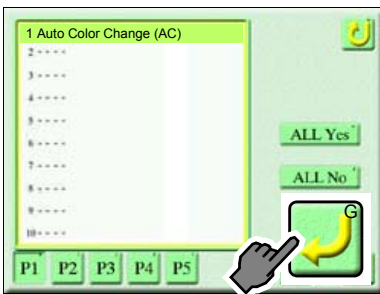 1 Auto Color Change (AC)
2 - - - -
3 - - - -
4 - - - -
5 - - - -
6 - - - -
7 - - - -
8 - - - -
9 - - - -
10 - - - -
ALL Yes
ALL No
G
P1 P2 P3 P4 P5